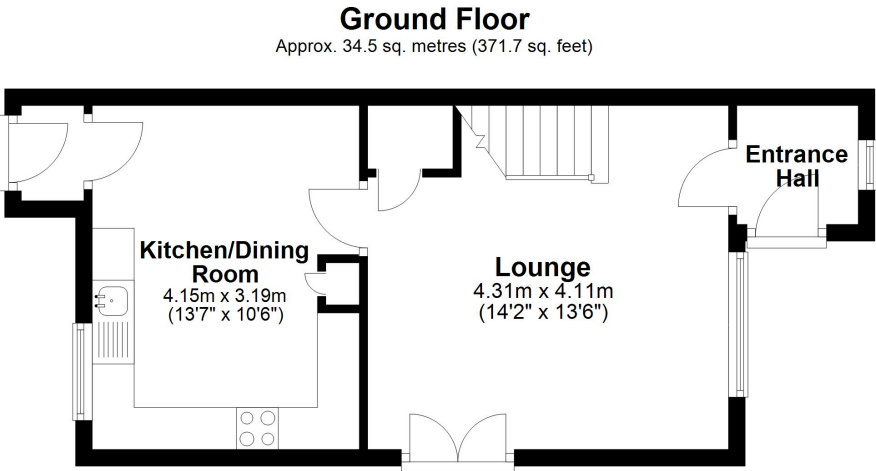 Ground Floor
Approx. 34.5 sq. metres (371.7 sq. feet)
Entrance
Hall
Kitchen/Dining
Room
4.15m x 3.19m
(13'7" x 10'6")
Lounge
4.31m x 4.11m
(14'2" x 13'6")